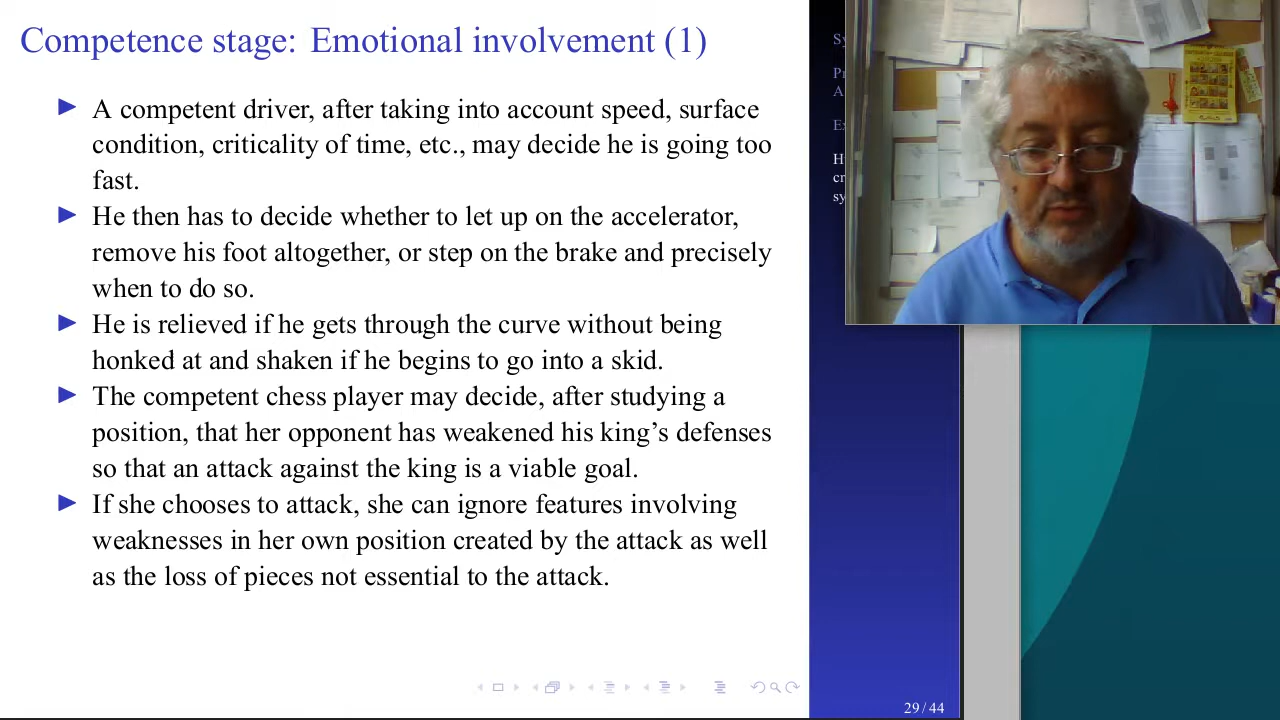 Competence stage: Emotional involvement (1)
A competent driver, after taking into account speed, surface
condition, criticality of time, etc., may decide he is going too
fast.
He then has to decide whether to let up on the accelerator,
remove his foot altogether, or step on the brake and precisely
when to do so.
He is relieved if he gets through the curve without being
honked at and shaken if he begins to go into a skid.
The competent chess player may decide, after studying a
position, that her opponent has weakened his king’s defenses
so that an attack against the king is a viable goal.
If she chooses to attack, she can ignore features involving
weaknesses in her own position created by the attack as well
as the loss of pieces not essential to the attack.
29 / 44